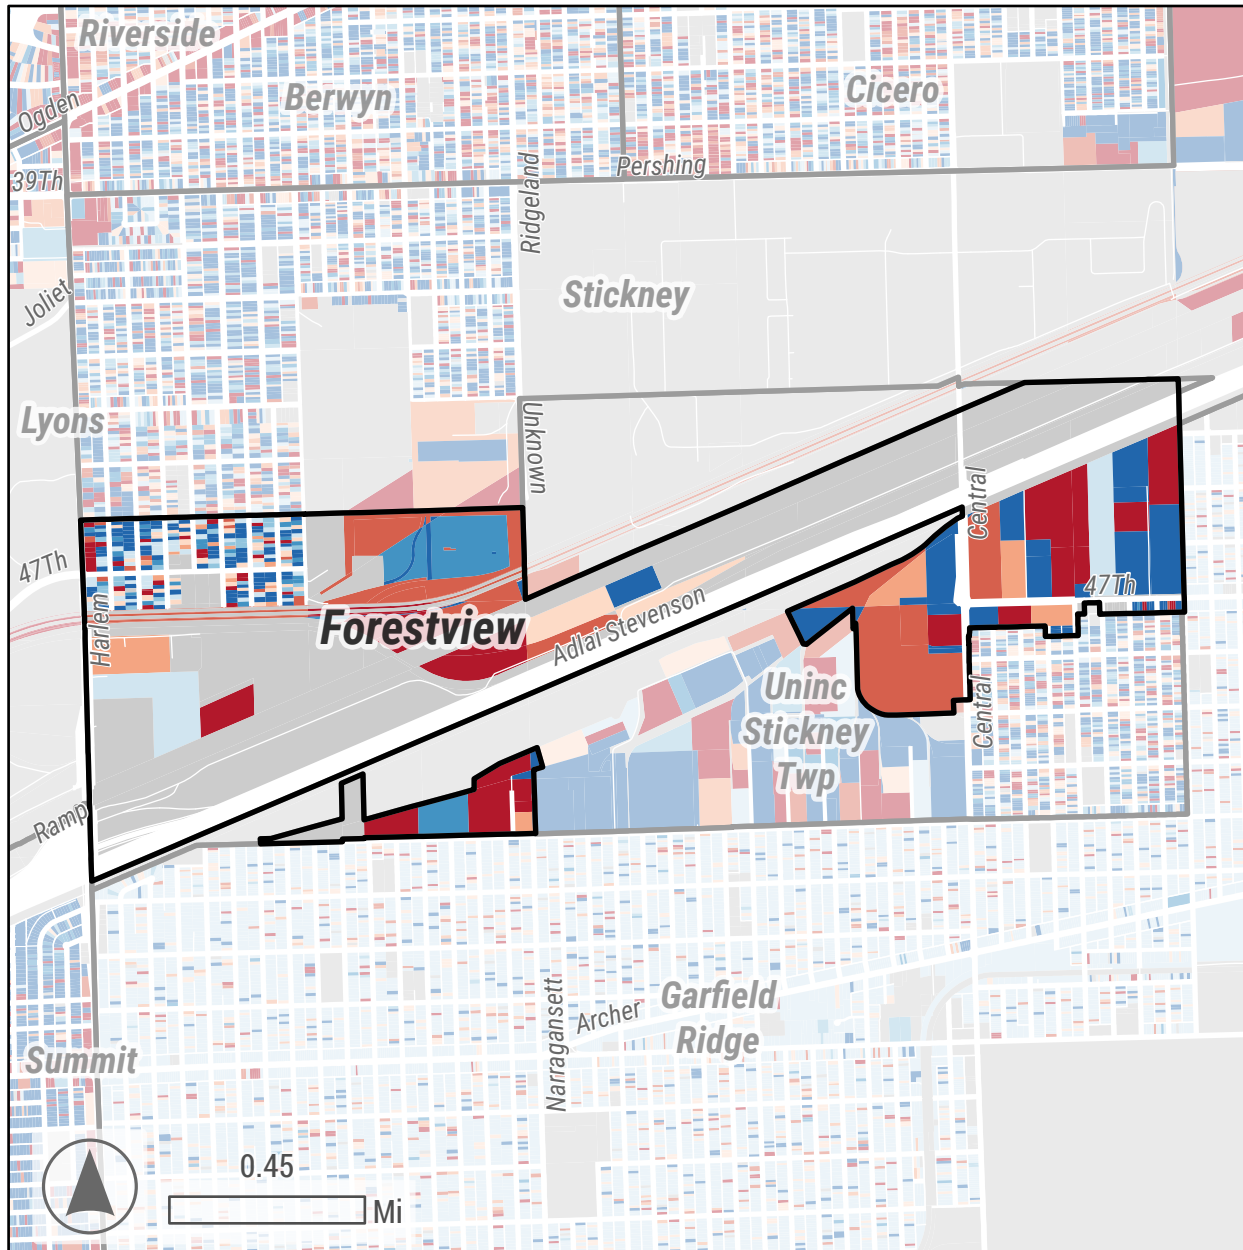 Riverside
Berwyn
Cicero
Ogden
39Th
Pershing
Ridgeland
Stickney
Joliet
Lyons
Unknown
Central
47Th
47Th
Harlem
Forestview
Adlai Stevenson
Uninc
Stickney
Twp
Central
Ramp
Garfield
Ridge
Archer
Narragansett
Summit
0.45
Mi